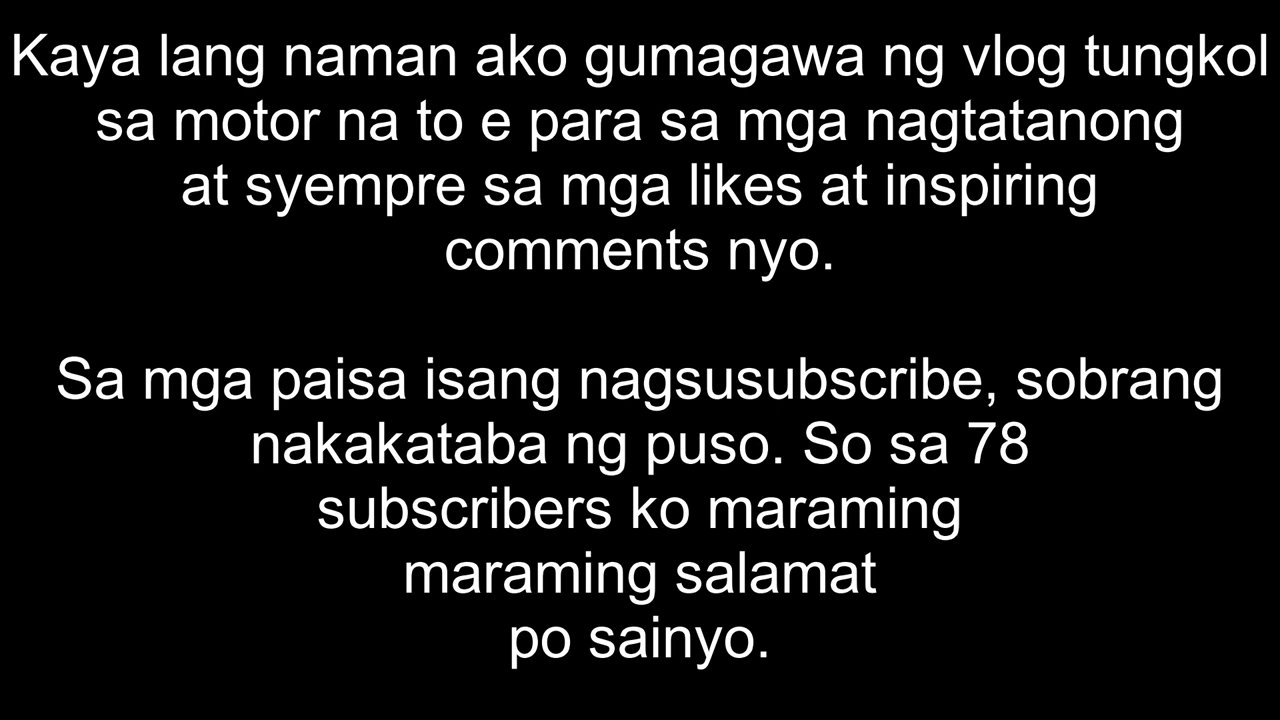 Kaya lang naman ako gumagawa ng vlog tungkol
sa motor na to e para sa mga nagtatanong
at syempre sa mga likes at inspiring
comments nyo.
Sa mga paisa isang nagsusubscribe, sobrang
nakakataba ng puso. So sa 78
subscribers ko maraming
maraming salamat
po sainyo.